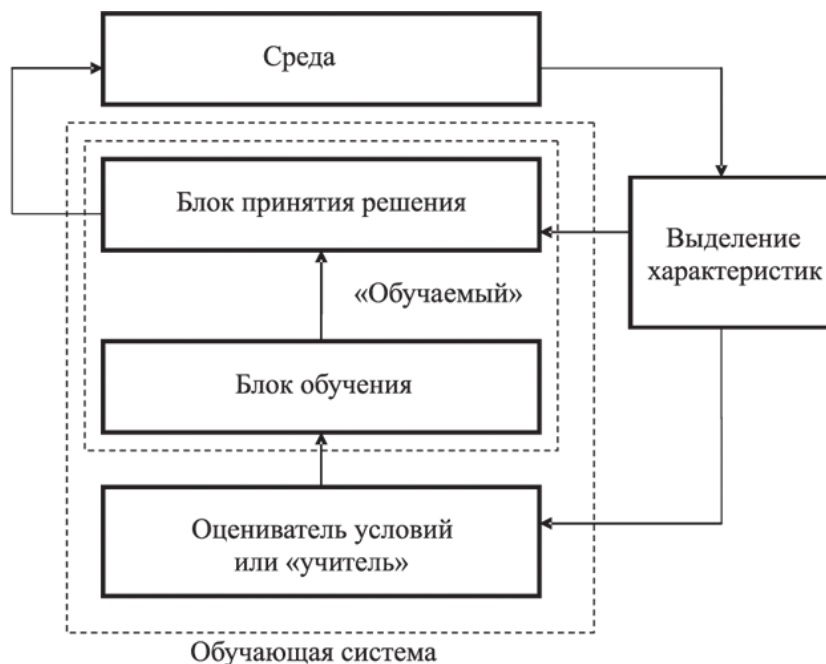 Среда
Блок принятия решения
Выделение
характеристик
«Обучаемый»
Блок обучения
Оцениватель условий
или «учитель»
Обучающая система